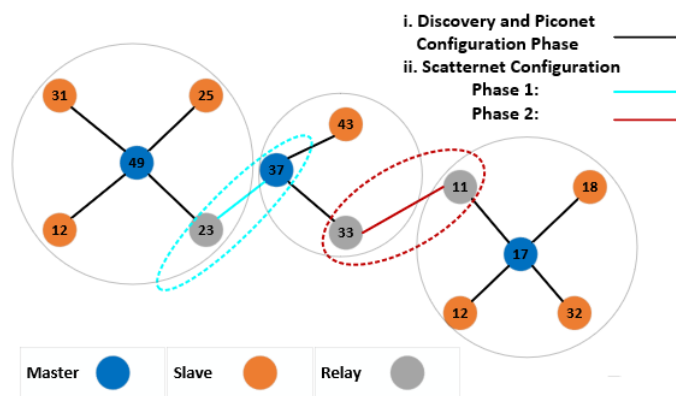 i. Discovery and Piconet
Configuration Phase
ii. Scatternet Configuration
Phase 1:
Phase 2:
31
25
43
49
37
11
18
12
23
33
17
12
32
Master
Slave
Relay